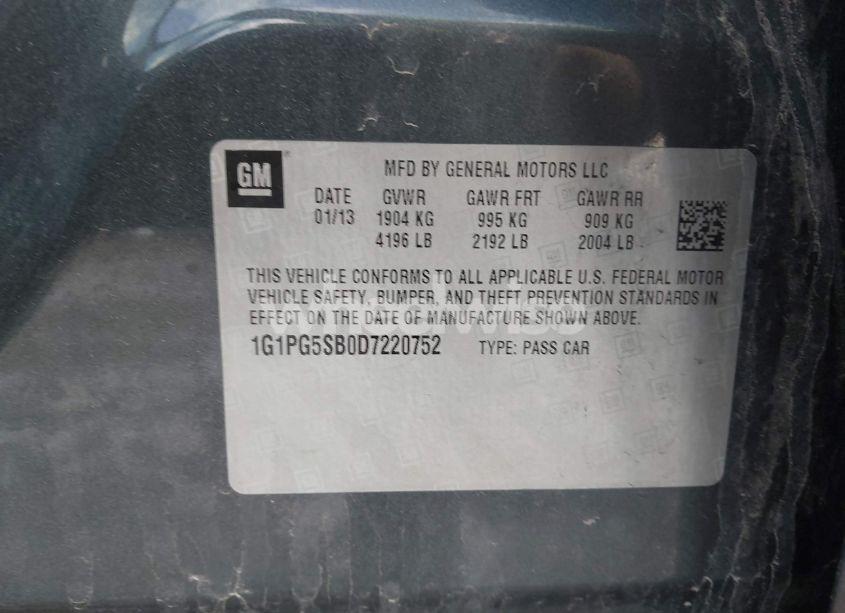 GM
MFD BY GENERAL MOTORS LLC
DATE GVWR GAWR FRT GAWR RR
01/13 1904 KG 995 KG 909 KG
4196 LB 2192 LB 2004 LB
THIS VEHICLE CONFORMS TO ALL APPLICABLE U.S. FEDERAL MOTOR
VEHICLE SAFETY, BUMPER, AND THEFT PREVENTION STANDARDS IN
EFFECT ON THE DATE OF MANUFACTURE SHOWN ABOVE.
1G1PG5SB0D7220752 TYPE: PASS CAR